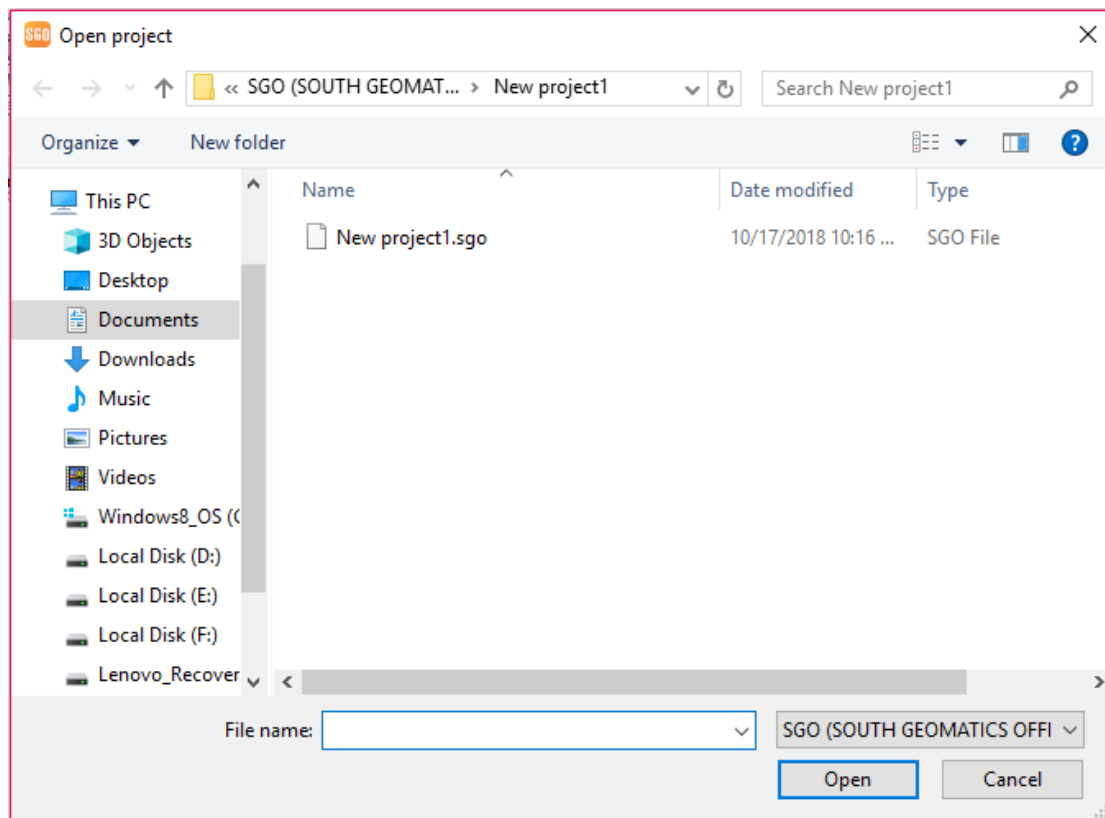 SGO Open project
« SGO (SOUTH GEOMAT... › New project1
Search New project1
Organize
New folder
?
Name
Date modified
Type
New project1.sgo
10/17/2018 10:16 ...
SGO File
This PC
3D Objects
Desktop
Documents
Downloads
Music
Pictures
Videos
Windows8_OS (C
Local Disk (D:)
Local Disk (E:)
Local Disk (F:)
Lenovo_Recover
File name:
SGO (SOUTH GEOMATICS OFFI
Open
Cancel